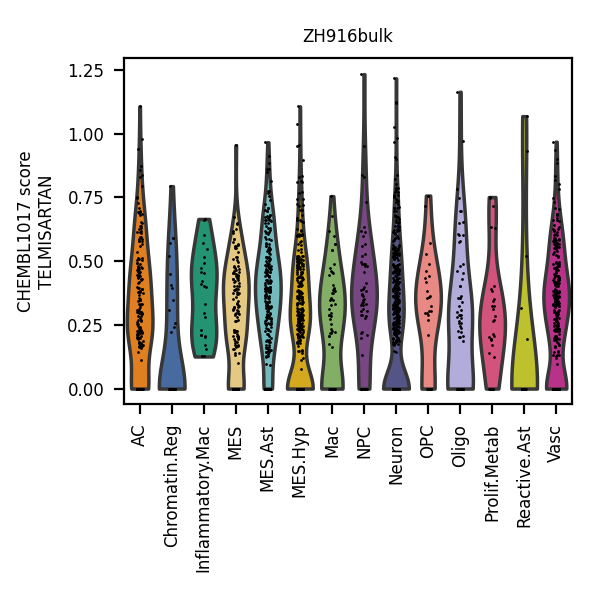 ZH916bulk
CHEMBL1017 score
TELMISARTAN
1.25
1.00
0.75
0.50
0.25
0.00
AC
Chromatin.Reg
Inflammatory.Mac
MES
MES.Ast
MES.Hyp
Mac
NPC
Neuron
OPC
Oligo
Prolif.Metab
Reactive.Ast
Vasc